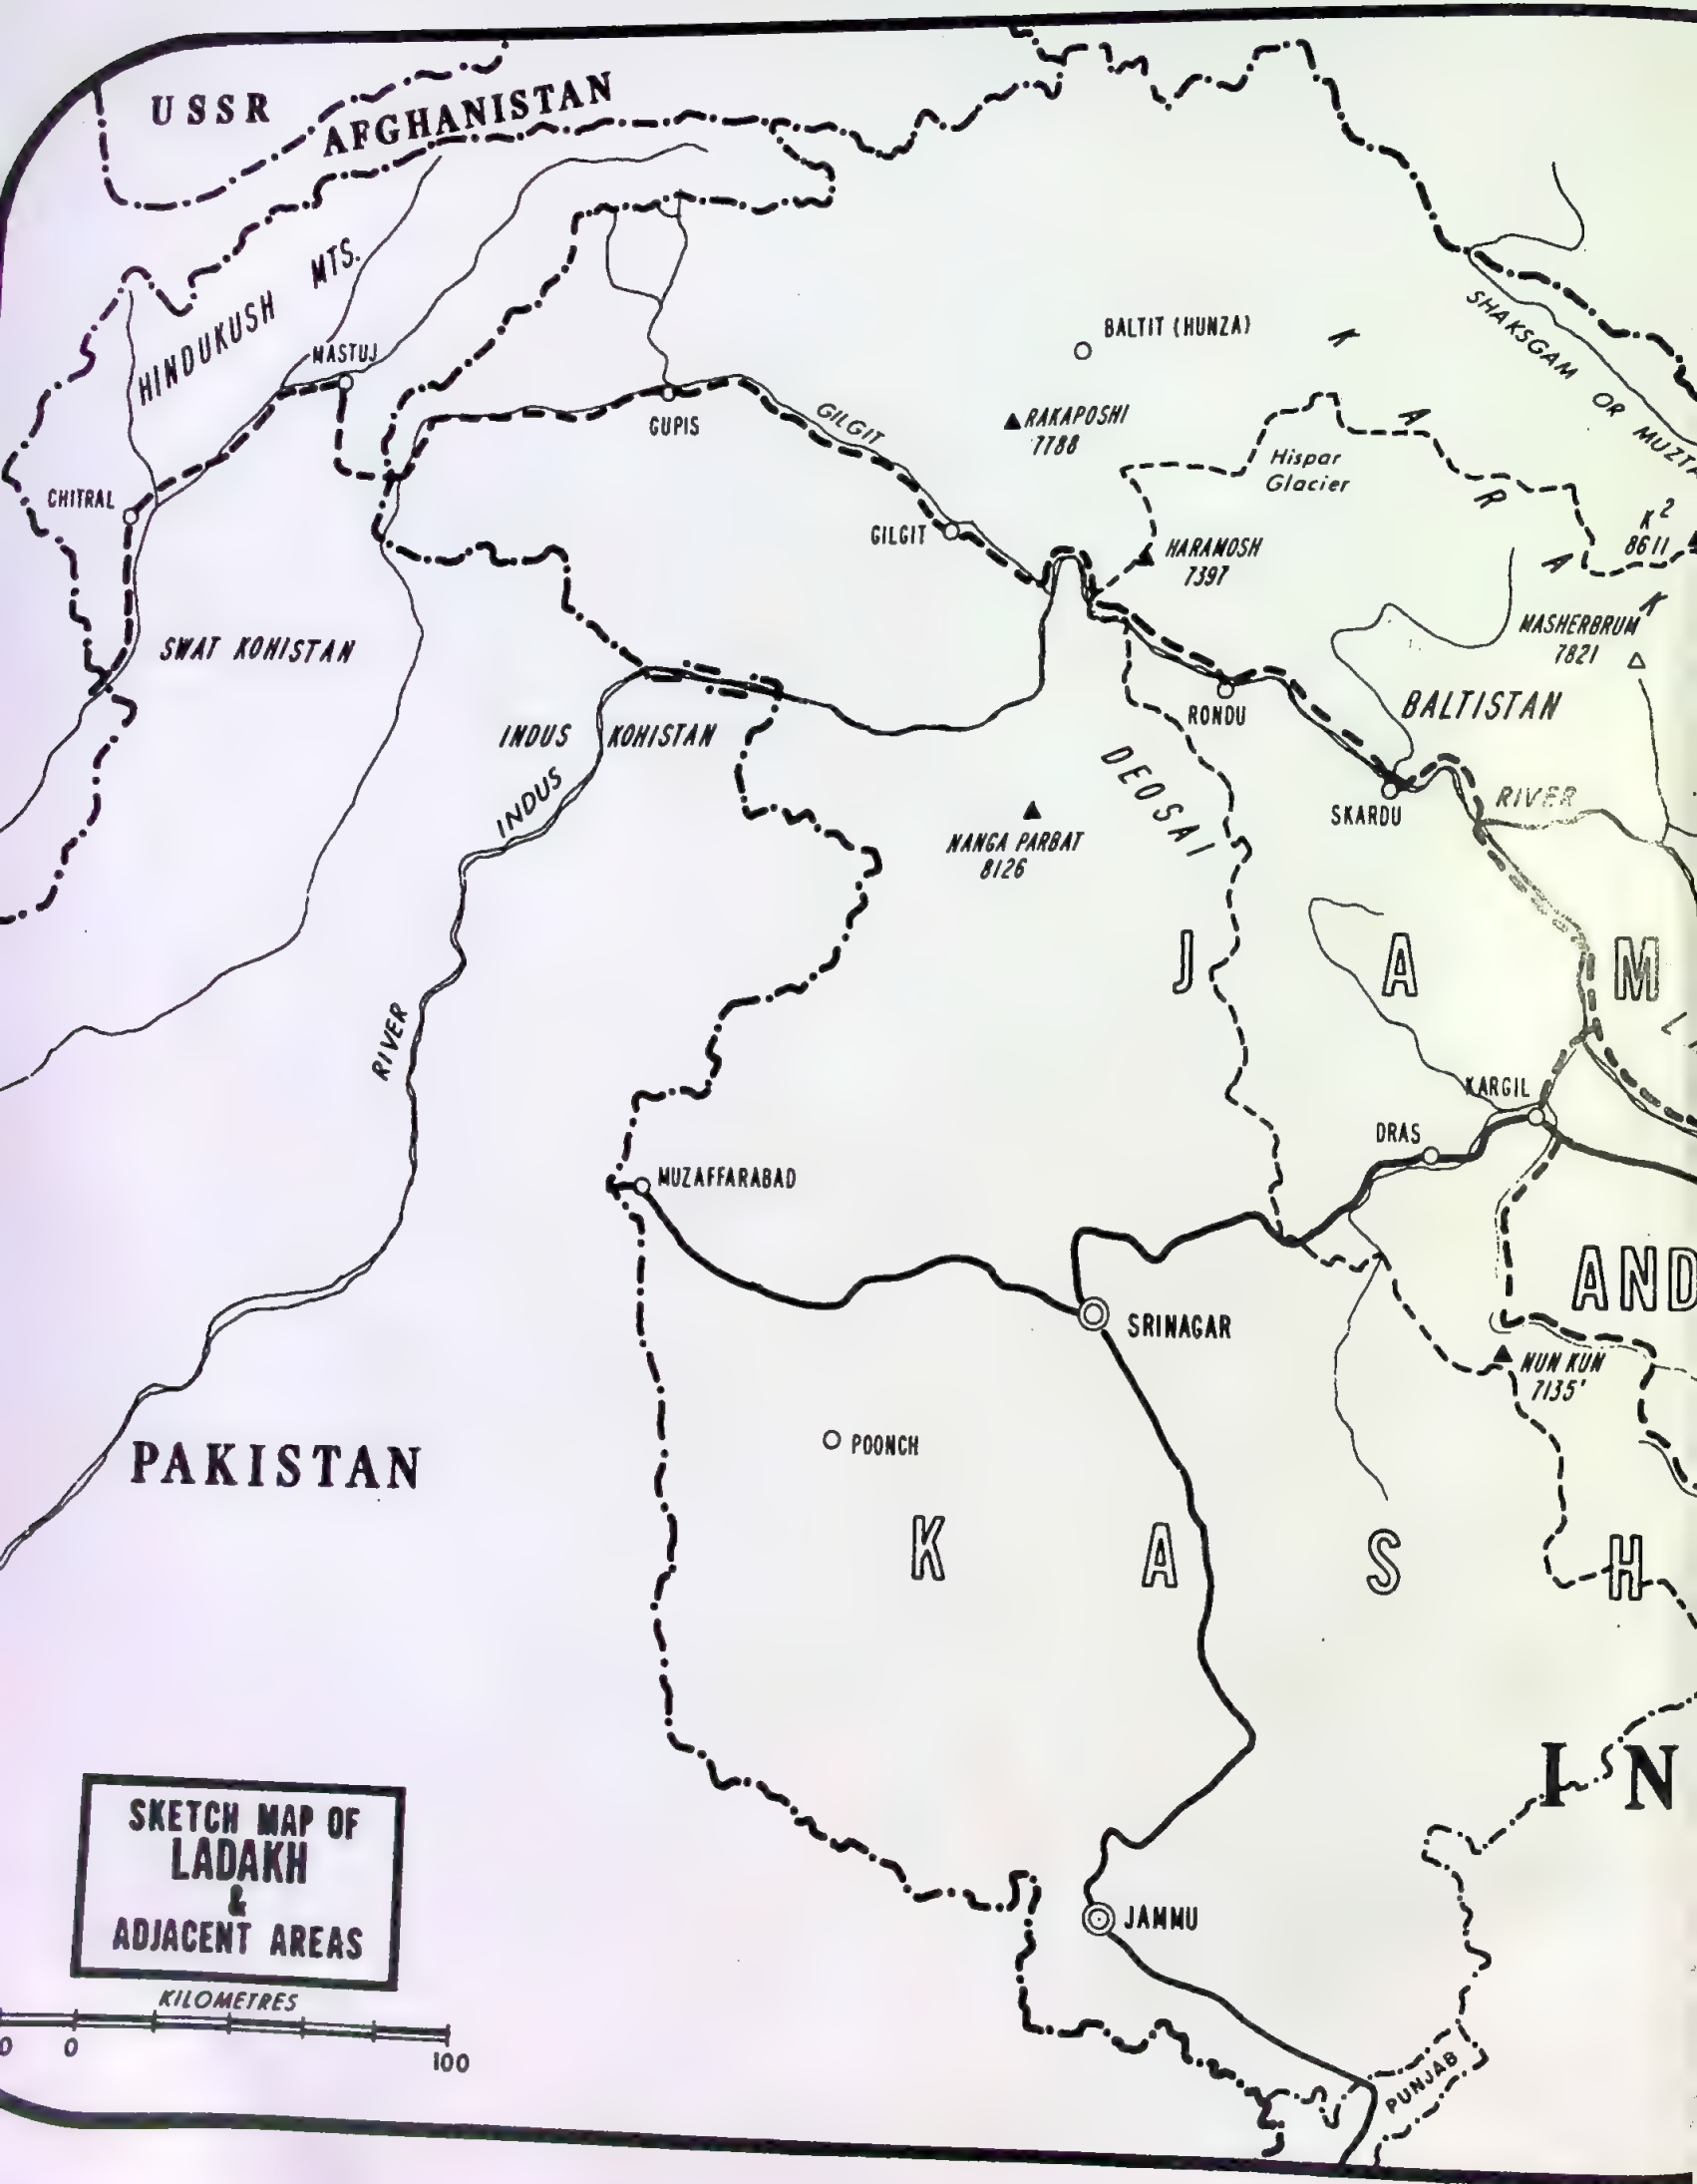 USSR
AFGHANISTAN
HINDUKUSH MTS.
MASTUJ
CHITRAL
GUPIS
GILGIT
GILGIT
BALTIT (HUNZA)
RAKAPOSHI
7788
K A R A K
SHAKSGAM OR
Hispar
Glacier
HARAMOSH
7397
K2
8611
MASHERBRUM
7821
SWAT KOHISTAN
INDUS KOHISTAN
INDUS
RIVER
RONDU
BALTISTAN
DEOSAI
SKARDU
RIVER
NANGA PARBAT
8126
J A M
KARGIL
DRAS
MUZAFFARABAD
AND
SRINAGAR
NUN KUN
7135'
POONCH
PAKISTAN
K A S H
I N
SKETCH MAP OF
LADAKH
&
ADJACENT AREAS
JAMMU
KILOMETRES
0 0 100
PUNJAB